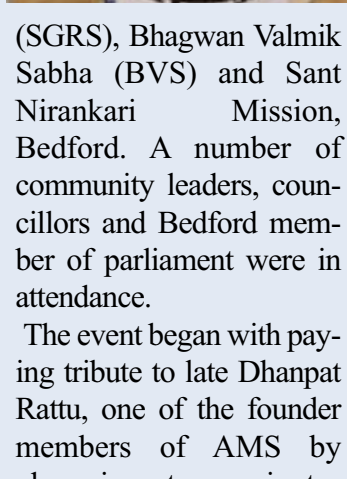 (SGRS), Bhagwan Valmik
Sabha (BVS) and Sant
Nirankari Mission,
Bedford. A number of
community leaders, coun-
cillors and Bedford mem-
ber of parliament were in
attendance.
The event began with pay-
ing tribute to late Dhanpat
Rattu, one of the founder
members of AMS by